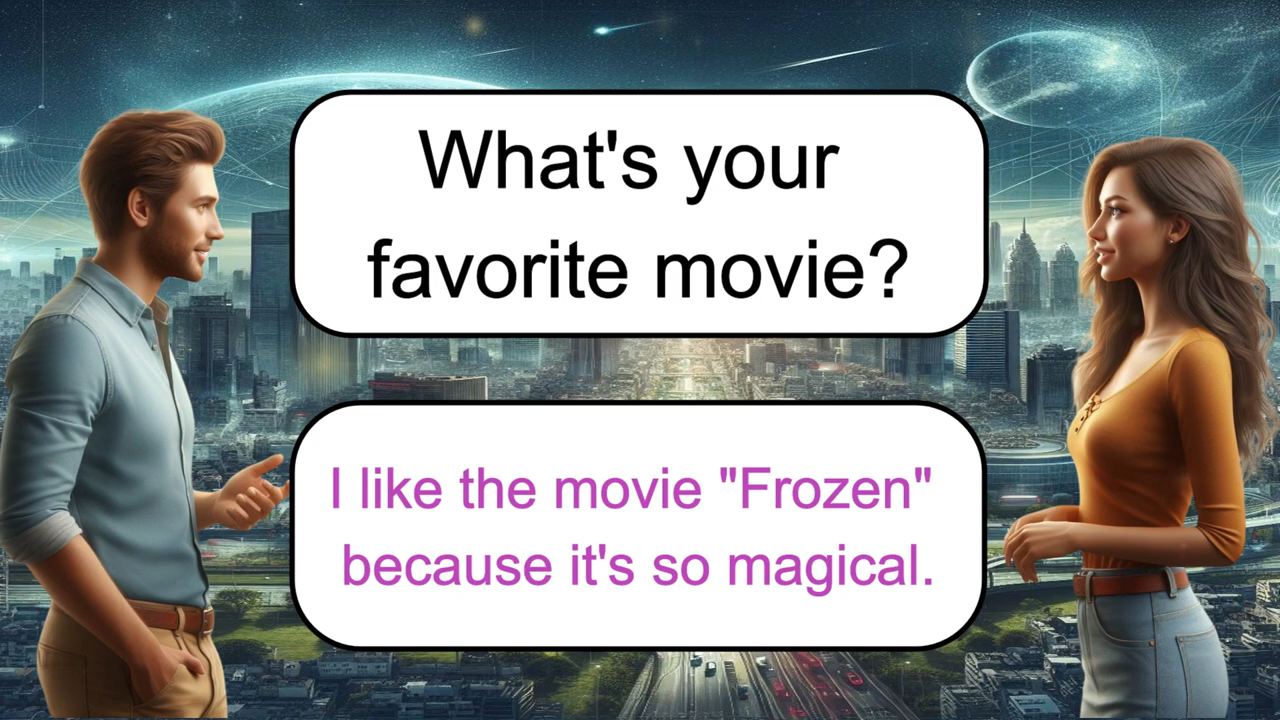 What's your
favorite movie?
I like the movie "Frozen"
because it's so magical.